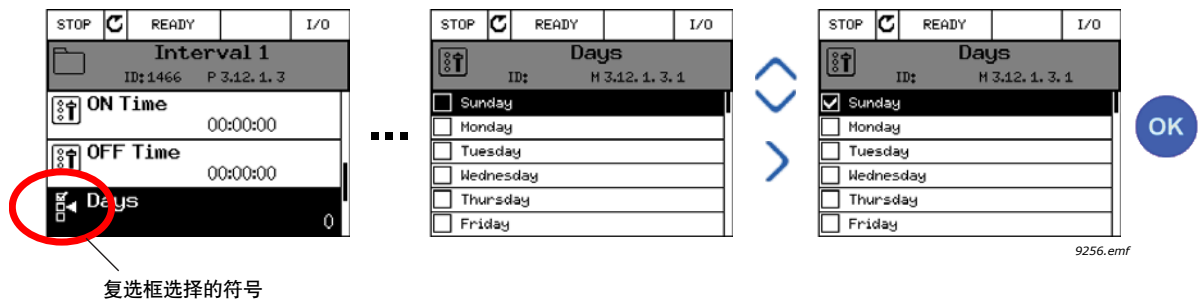 STOP READY I/O
Interval 1
ID:1466 P 3.12.1.3
ON Time
00:00:00
OFF Time
00:00:00
Days
0
复选框选择的符号
STOP READY I/O
Days
ID: M 3.12.1.3.1
Sunday
Monday
Tuesday
Wednesday
Thursday
Friday
STOP READY I/O
Days
ID: M 3.12.1.3.1
Sunday
Monday
Tuesday
Wednesday
Thursday
Friday
OK
9256.emf